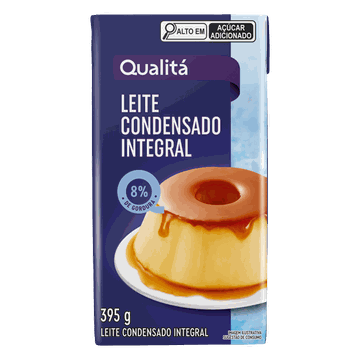 ALTO EM
AÇÚCAR
ADICIONADO
Qualitá
LEITE
CONDENSADO
INTEGRAL
8%
DE GORDURA
395 g
LEITE CONDENSADO INTEGRAL
IMAGEM ILUSTRATIVA
SUGESTÃO DE CONSUMO